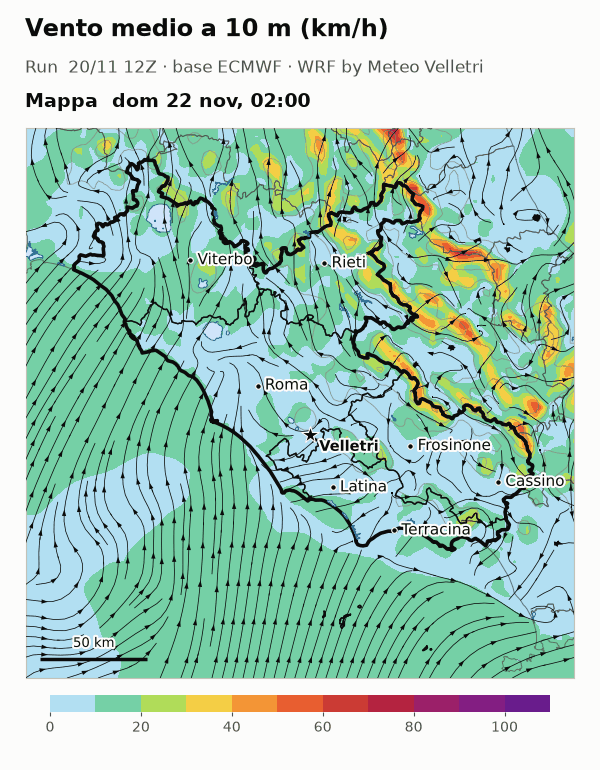 Vento medio a 10 m (km/h)
Run  20/11 12Z · base ECMWF · WRF by Meteo Velletri
Mappa  dom 22 nov, 02:00
Viterbo
Rieti
Roma
Velletri
Frosinone
Latina
Cassino
Terracina
50 km
0 20 40 60 80 100